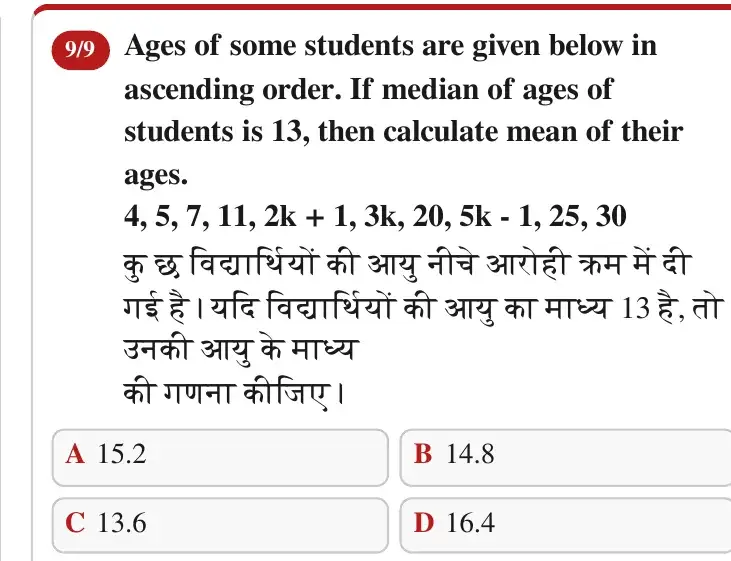 9/9 Ages of some students are given below in
ascending order. If median of ages of
students is 13, then calculate mean of their
ages.
4, 5, 7, 11, 2k + 1, 3k, 20, 5k - 1, 25, 30
कु छ विद्यार्थियों की आयु नीचे आरोही क्रम में दी
गई है। यदि विद्यार्थियों की आयु का माध्य 13 है, तो
उनकी आयु के माध्य
की गणना कीजिए।
A 15.2
B 14.8
C 13.6
D 16.4